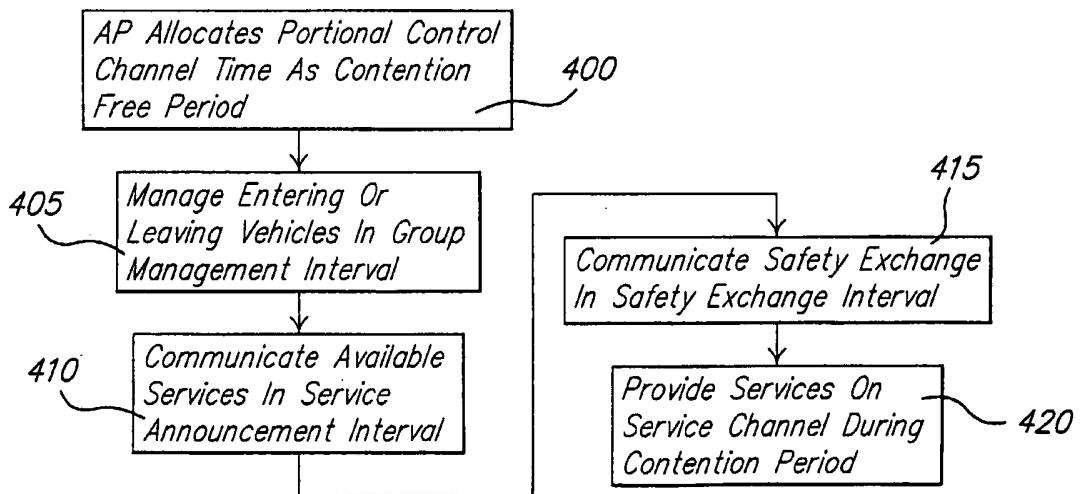 AP Allocates Portional Control
Channel Time As Contention
Free Period
400
405
Manage Entering Or
Leaving Vehicles In Group
Management Interval
410
Communicate Available
Services In Service
Announcement Interval
415
Communicate Safety Exchange
In Safety Exchange Interval
Provide Services On
Service Channel During
Contention Period
420